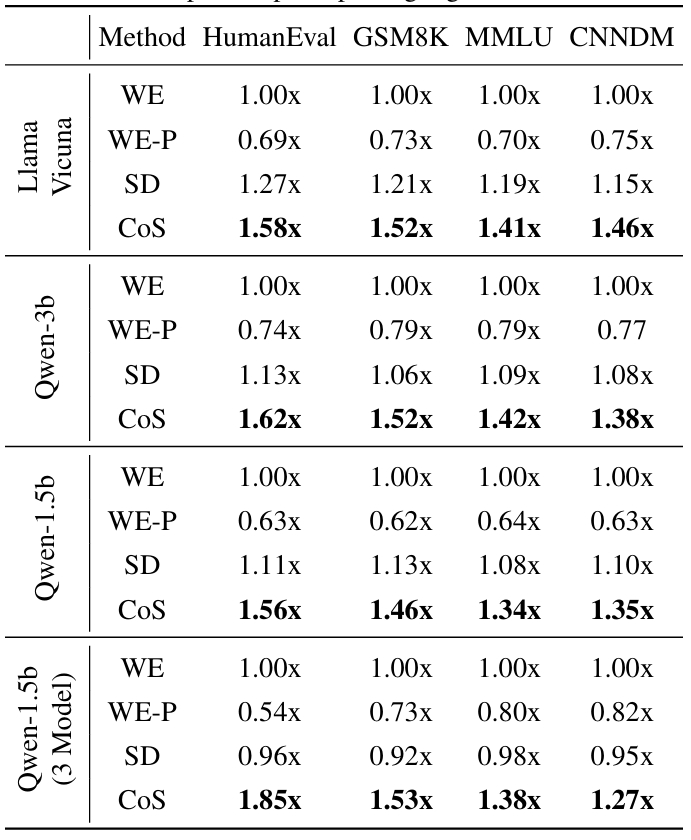 Method HumanEval GSM8K MMLU CNNDM
Llama
Vicuna
WE 1.00x 1.00x 1.00x 1.00x
WE-P 0.69x 0.73x 0.70x 0.75x
SD 1.27x 1.21x 1.19x 1.15x
CoS 1.58x 1.52x 1.41x 1.46x
Qwen-3b
WE 1.00x 1.00x 1.00x 1.00x
WE-P 0.74x 0.79x 0.79x 0.77
SD 1.13x 1.06x 1.09x 1.08x
CoS 1.62x 1.52x 1.42x 1.38x
Qwen-1.5b
WE 1.00x 1.00x 1.00x 1.00x
WE-P 0.63x 0.62x 0.64x 0.63x
SD 1.11x 1.13x 1.08x 1.10x
CoS 1.56x 1.46x 1.34x 1.35x
Qwen-1.5b
(3 Model)
WE 1.00x 1.00x 1.00x 1.00x
WE-P 0.54x 0.73x 0.80x 0.82x
SD 0.96x 0.92x 0.98x 0.95x
CoS 1.85x 1.53x 1.38x 1.27x